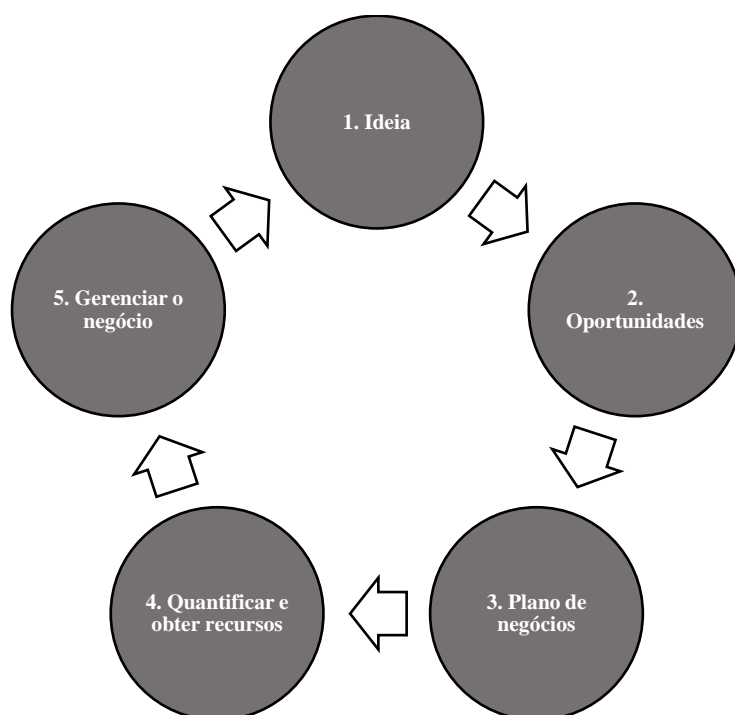 1. Ideia
2.
Oportunidades
3. Plano de
negócios
4. Quantificar e
obter recursos
5. Gerenciar o
negócio